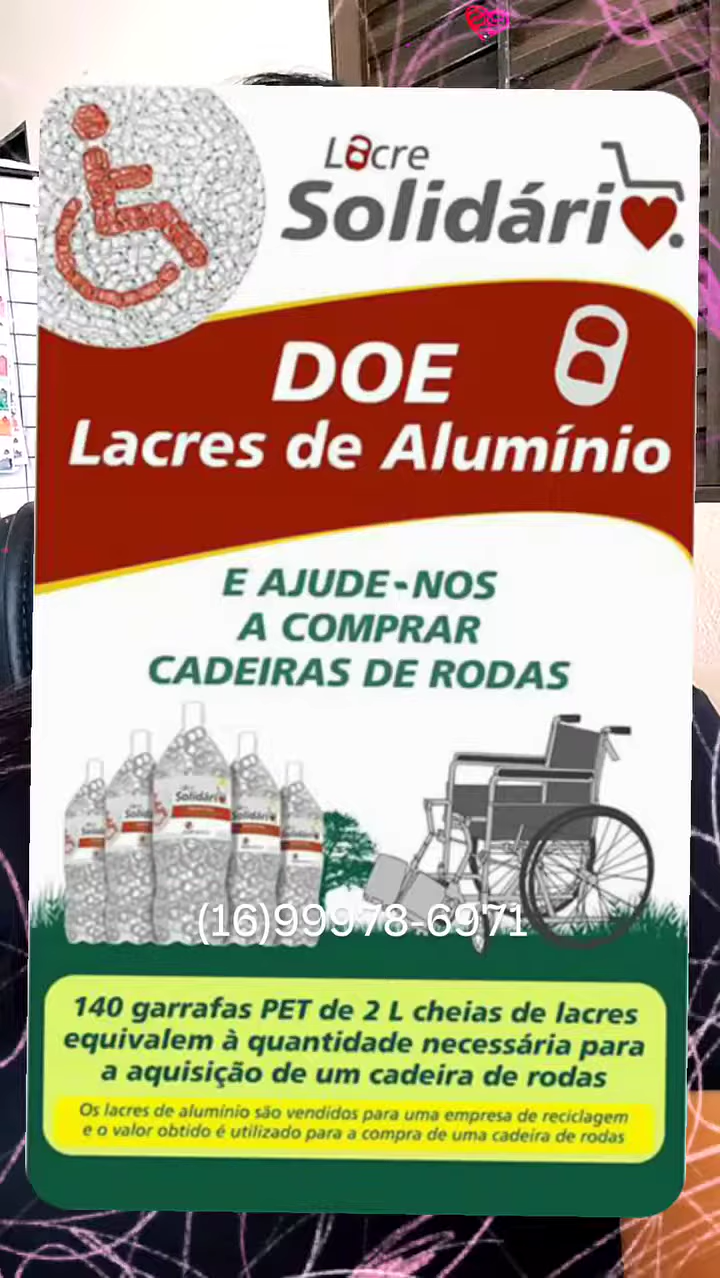 Lacre
Solidário
DOE
Lacres de Alumínio
E AJUDE-NOS
A COMPRAR
CADEIRAS DE RODAS
Solidário
(16)99978-6971
140 garrafas PET de 2 L cheias de lacres
equivalem à quantidade necessária para
a aquisição de um cadeira de rodas
Os lacres de alumínio são vendidos para uma empresa de reciclagem
e o valor obtido é utilizado para a compra de uma cadeira de rodas